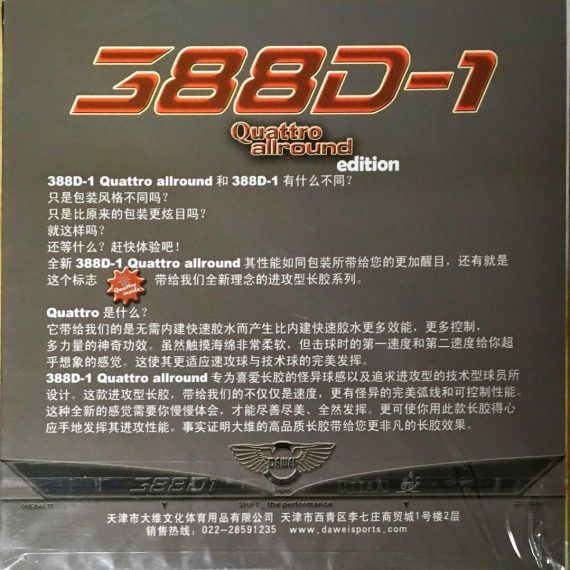 388D-1
Quattro
allround
edition
388D-1 Quattro allround 和 388D-1 有什么不同？
只是包装风格不同吗？
只是比原来的包装更炫目吗？
就这样吗？
还等什么？赶快体验吧！
全新 388D-1 Quattro allround 其性能如同包装所带给您的更加醒目，还有就是
这个标志 Quattro inside 带给我们全新理念的进攻型长胶系列。
Quattro 是什么？
它带给我们的是无需内建快速胶水而产生比内建快速胶水更多效能，更多控制，
多力量的神奇功效。虽然触摸海绵非常柔软，但击球时的第一速度和第二速度给你超
乎想象的感觉。这使其更适应速攻球与技术球的完美发挥。
388D-1 Quattro allround 专为喜爱长胶的怪异球感以及追求进攻型的技术型球员所
设计。这款进攻型长胶，带给我们的不仅仅是速度，更有怪异的完美弧线和可控制性能。
这种全新的感觉需要你慢慢体会，才能尽善尽美、全然发挥。更可使你用此款长胶得心
应手地发挥其进攻性能。事实证明大维的高品质长胶带给您更非凡的长胶效果。
DAWEI
388D1
SHIFT the performance
天津市大维文化体育用品有限公司 天津市西青区李七庄商贸城1号楼2层
销售热线：022-28591235 www.daweisports.com